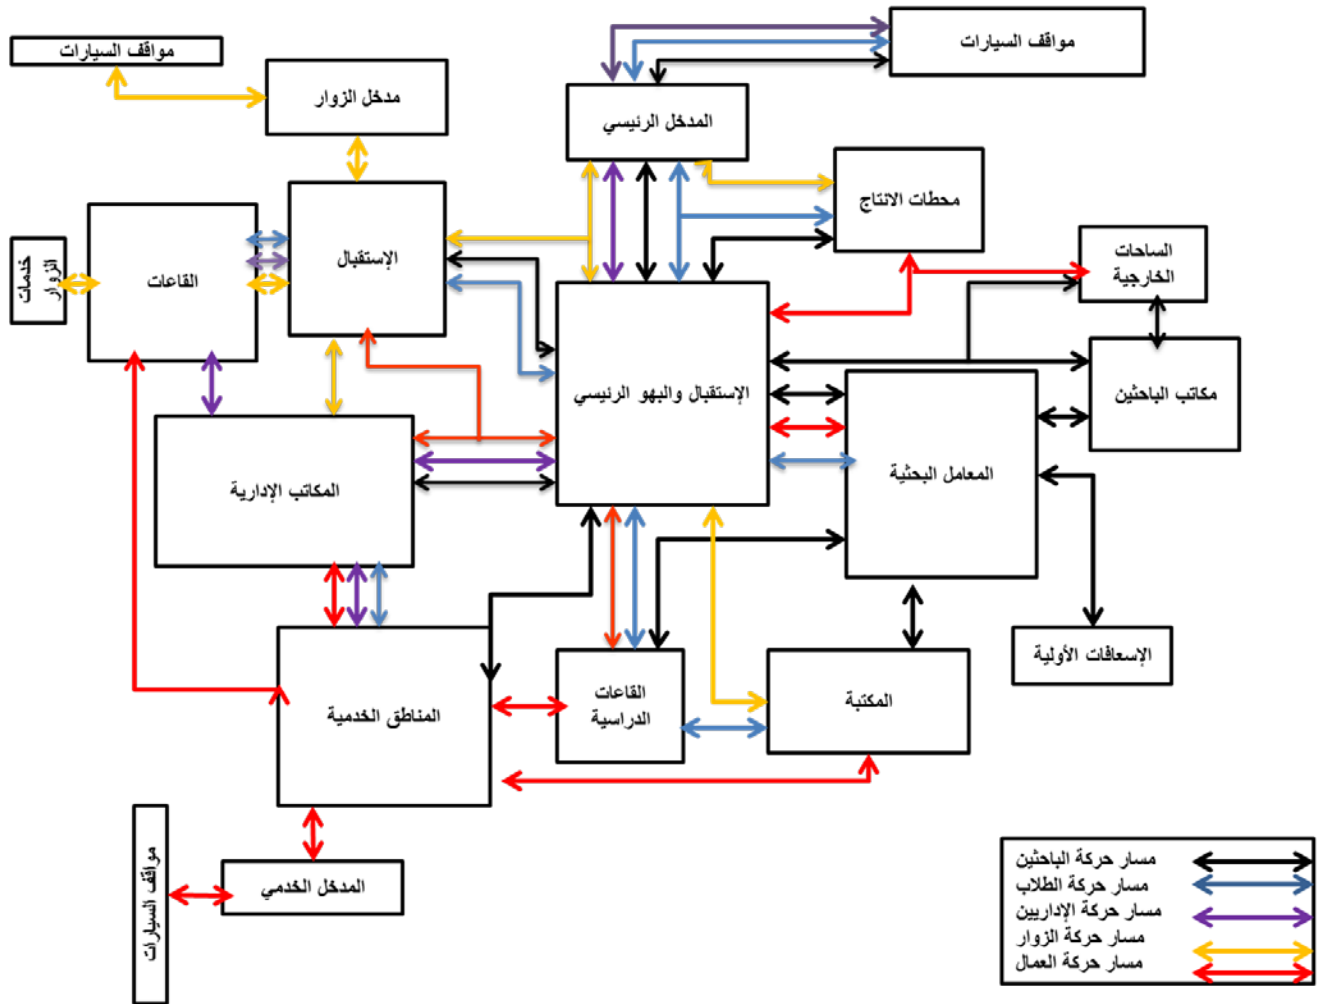 مواقف السيارات
مواقف السيارات
مدخل الزوار
المدخل الرئيسي
محطات الانتاج
الساحات
الخارجية
خدمات
الزوار
القاعات
الإستقبال
الإستقبال والبهو الرئيسي
مكاتب الباحثين
المعامل البحثية
المكاتب الإدارية
الإسعافات الأولية
القاعات
الدراسية
المكتبة
المناطق الخدمية
المدخل الخدمي
مواقف السيارات
مسار حركة الباحثين
مسار حركة الطلاب
مسار حركة الإداريين
مسار حركة الزوار
مسار حركة العمال